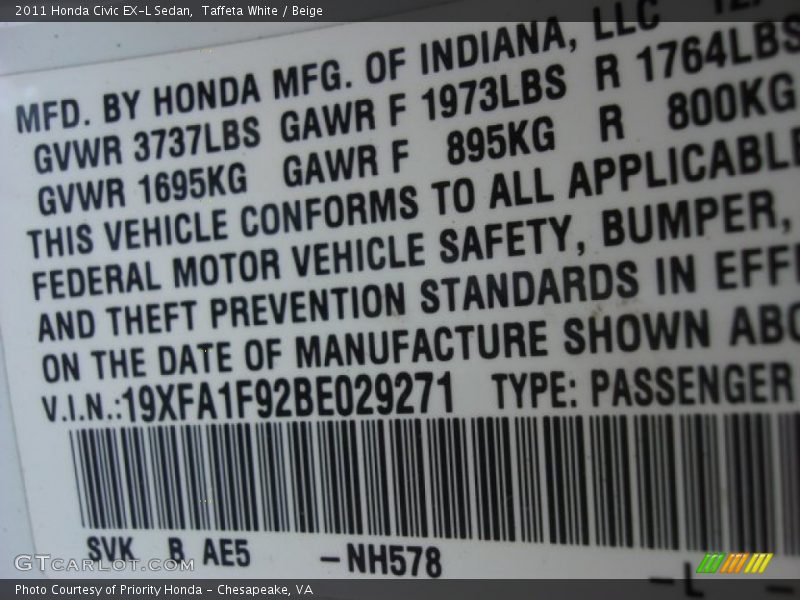 2011 Honda Civic EX-L Sedan,  Taffeta White / Beige
MFD. BY HONDA MFG. OF INDIANA, LLC
GVWR 3737LBS GAWR F 1973LBS R 1764LBS
GVWR 1695KG GAWR F 895KG R 800KG
THIS VEHICLE CONFORMS TO ALL APPLICABLE
FEDERAL MOTOR VEHICLE SAFETY, BUMPER,
AND THEFT PREVENTION STANDARDS IN EFF
ON THE DATE OF MANUFACTURE SHOWN ABO
V.I.N.:19XFA1F92BE029271 TYPE: PASSENGER
SVK B AE5 -NH578
-L -
GTCARLOT.COM
Photo Courtesy of Priority Honda - Chesapeake, VA